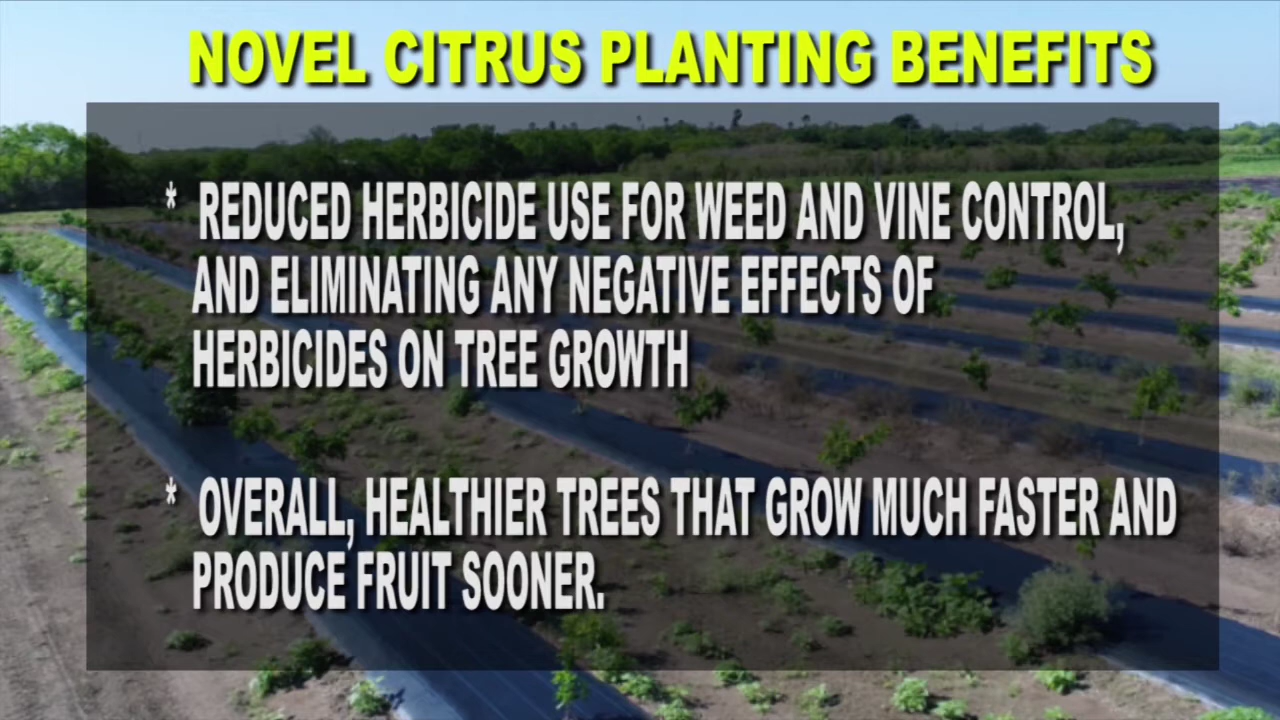 NOVEL CITRUS PLANTING BENEFITS
* REDUCED HERBICIDE USE FOR WEED AND VINE CONTROL,
AND ELIMINATING ANY NEGATIVE EFFECTS OF
HERBICIDES ON TREE GROWTH
* OVERALL, HEALTHIER TREES THAT GROW MUCH FASTER AND
PRODUCE FRUIT SOONER.